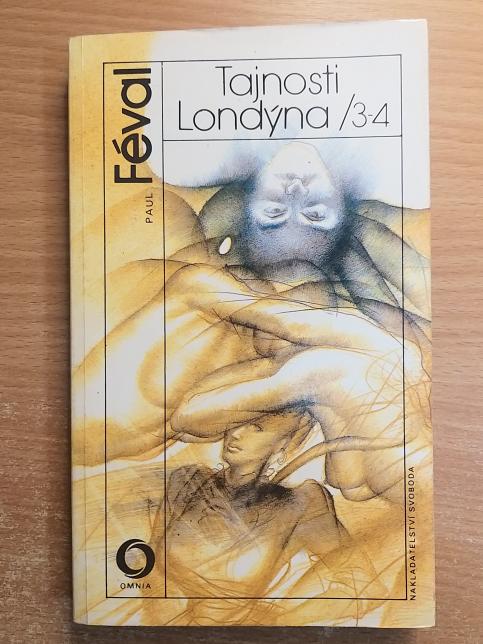 PAUL Féval
Tajnosti
Londýna /3-4
OMNIA
NAKLADATELSTVÍ SVOBODA